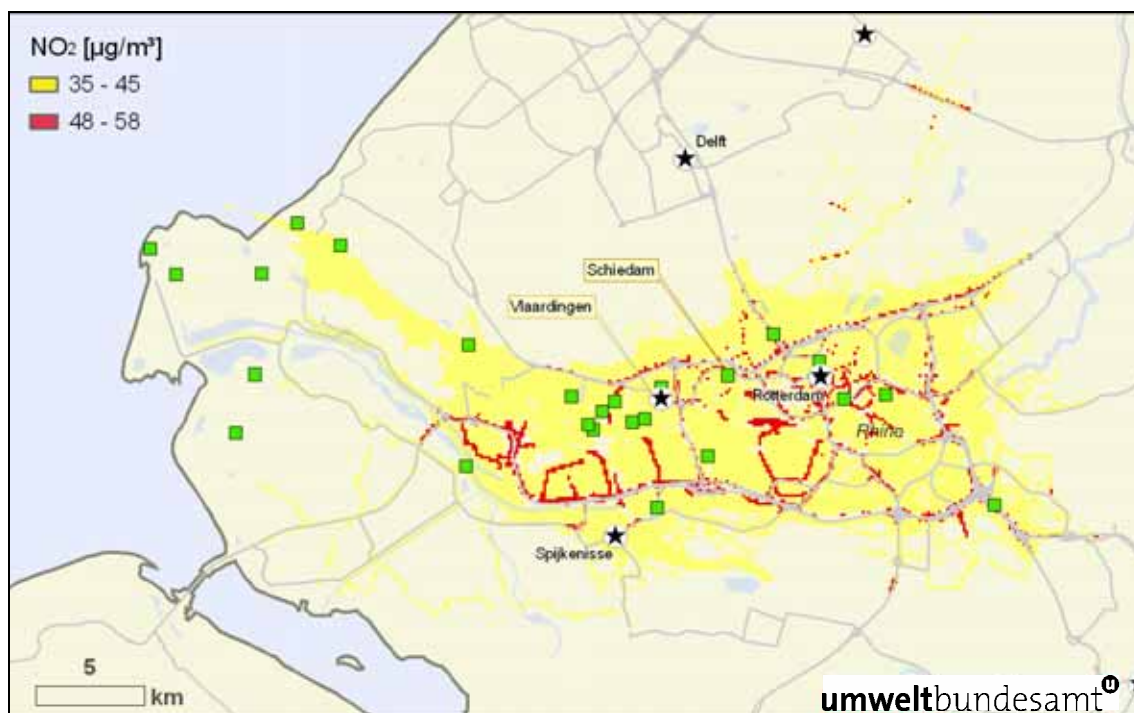 NO2 [µg/m³]
35 - 45
48 - 58
Delft
Schiedam
Vlaardingen
Rotterdam
Rhine
Spijkenisse
5
km
umweltbundesamt
u